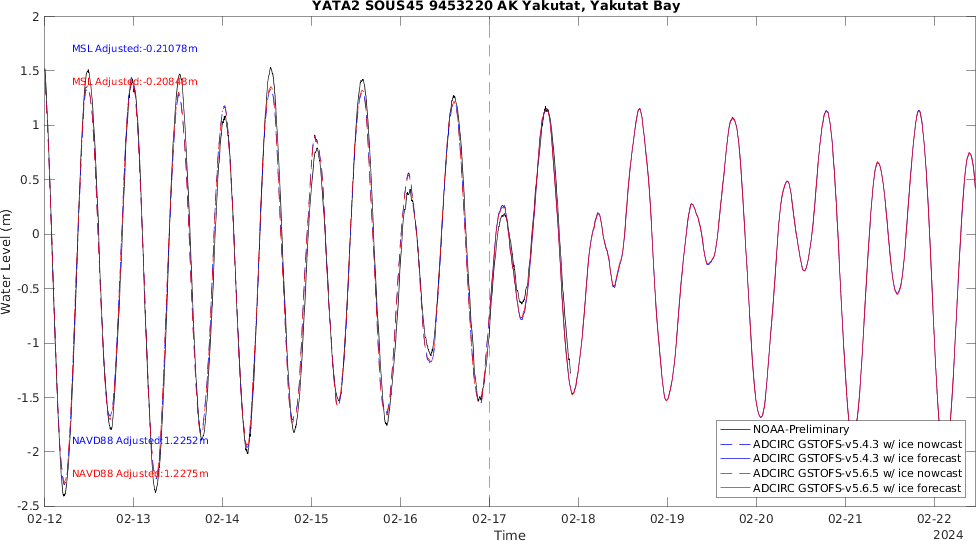 YATA2 SOUS45 9453220 AK Yakutat, Yakutat Bay
2
1.5
1
0.5
0
-0.5
-1
-1.5
-2
-2.5
Water Level (m)
MSL Adjusted:-0.21078m
MSL Adjusted:-0.20848m
NAVD88 Adjusted:1.2252m
NAVD88 Adjusted:1.2275m
NOAA-Preliminary
ADCIRC GSTOFS-v5.4.3 w/ ice nowcast
ADCIRC GSTOFS-v5.4.3 w/ ice forecast
ADCIRC GSTOFS-v5.6.5 w/ ice nowcast
ADCIRC GSTOFS-v5.6.5 w/ ice forecast
02-12 02-13 02-14 02-15 02-16 02-17 02-18 02-19 02-20 02-21 02-22
Time
2024